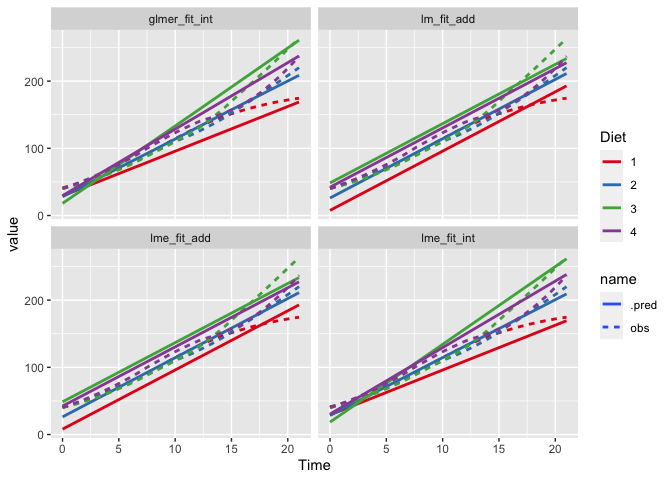 glmer_fit_int
lm_fit_add
200
100
0
lme_fit_add
lme_fit_int
200
100
0
0 5 10 15 20
0 5 10 15 20
Time
value
Diet
1
2
3
4
name
.pred
obs